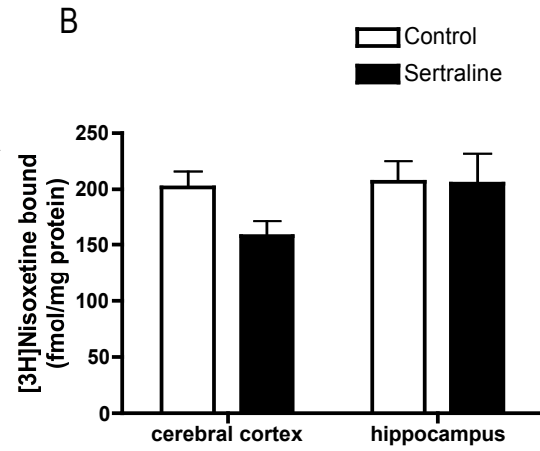 B
Control
Sertraline
[3H]Nisoxetine bound
(fmol/mg protein)
250
200
150
100
50
0
cerebral cortex
hippocampus